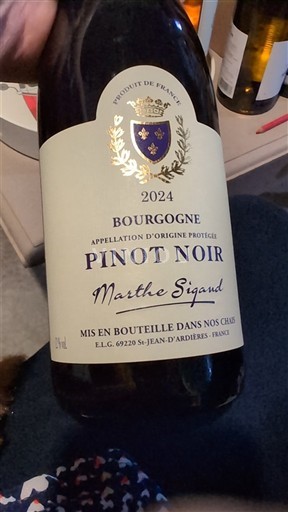 PRODUIT DE FRANCE
2024
BOURGOGNE
APPELLATION D'ORIGINE PROTÉGÉE
PINOT NOIR
Marthe Sigaud
MIS EN BOUTEILLE DANS NOS CHAIS
E.L.G. 69220 St-JEAN-D'ARDIÈRES - FRANCE